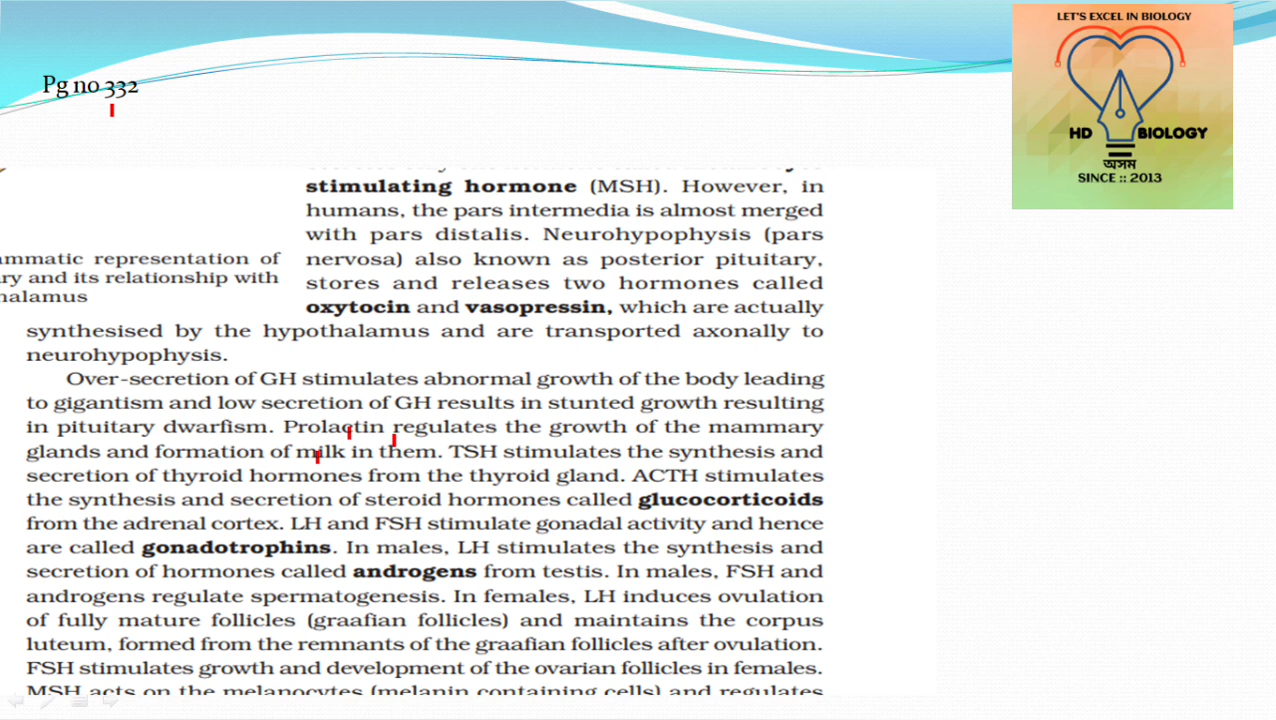 LET'S EXCEL IN BIOLOGY
HD BIOLOGY
অসম
SINCE :: 2013
Pg no 332
stimulating hormone (MSH). However, in
humans, the pars intermedia is almost merged
with pars distalis. Neurohypophysis (pars
ammatic representation of
nervosa) also known as posterior pituitary,
ry and its relationship with
stores and releases two hormones called
halamus
oxytocin and vasopressin, which are actually
synthesised by the hypothalamus and are transported axonally to
neurohypophysis.
Over-secretion of GH stimulates abnormal growth of the body leading
to gigantism and low secretion of GH results in stunted growth resulting
in pituitary dwarfism. Prolactin regulates the growth of the mammary
glands and formation of milk in them. TSH stimulates the synthesis and
secretion of thyroid hormones from the thyroid gland. ACTH stimulates
the synthesis and secretion of steroid hormones called glucocorticoids
from the adrenal cortex. LH and FSH stimulate gonadal activity and hence
are called gonadotrophins. In males, LH stimulates the synthesis and
secretion of hormones called androgens from testis. In males, FSH and
androgens regulate spermatogenesis. In females, LH induces ovulation
of fully mature follicles (graafian follicles) and maintains the corpus
luteum, formed from the remnants of the graafian follicles after ovulation.
FSH stimulates growth and development of the ovarian follicles in females.
MSH acts on the melanocytes (melanin containing cells) and regulates